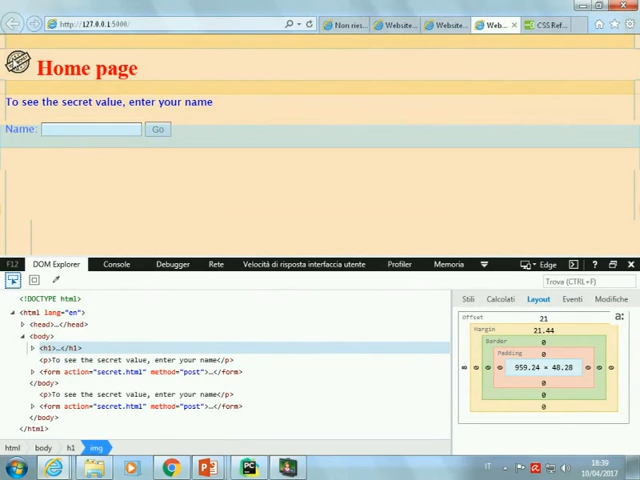 http://127.0.0.1:5000/
Non ries...
Website...
Website...
Web...
CSS Ref...
Home page
To see the secret value, enter your name
Name:
Go
F12
DOM Explorer
Console
Debugger
Rete
Velocità di risposta interfaccia utente
Profiler
Memoria
Edge
Trova (CTRL+F)
Stili
Calcolati
Layout
Eventi
Modifiche
<!DOCTYPE html>
<html lang="en">
<head>…</head>
<body>
<h1>…</h1>
<p>To see the secret value, enter your name</p>
<form action="secret.html" method="post">…</form>
</body>
<p>To see the secret value, enter your name</p>
<form action="secret.html" method="post">…</form>
</body>
</html>
Offset
21
a:
Margin
21.44
Border
0
Padding
0
959.24 × 48.28
0
0
html
body
h1
img
IT
18:39
10/04/2017